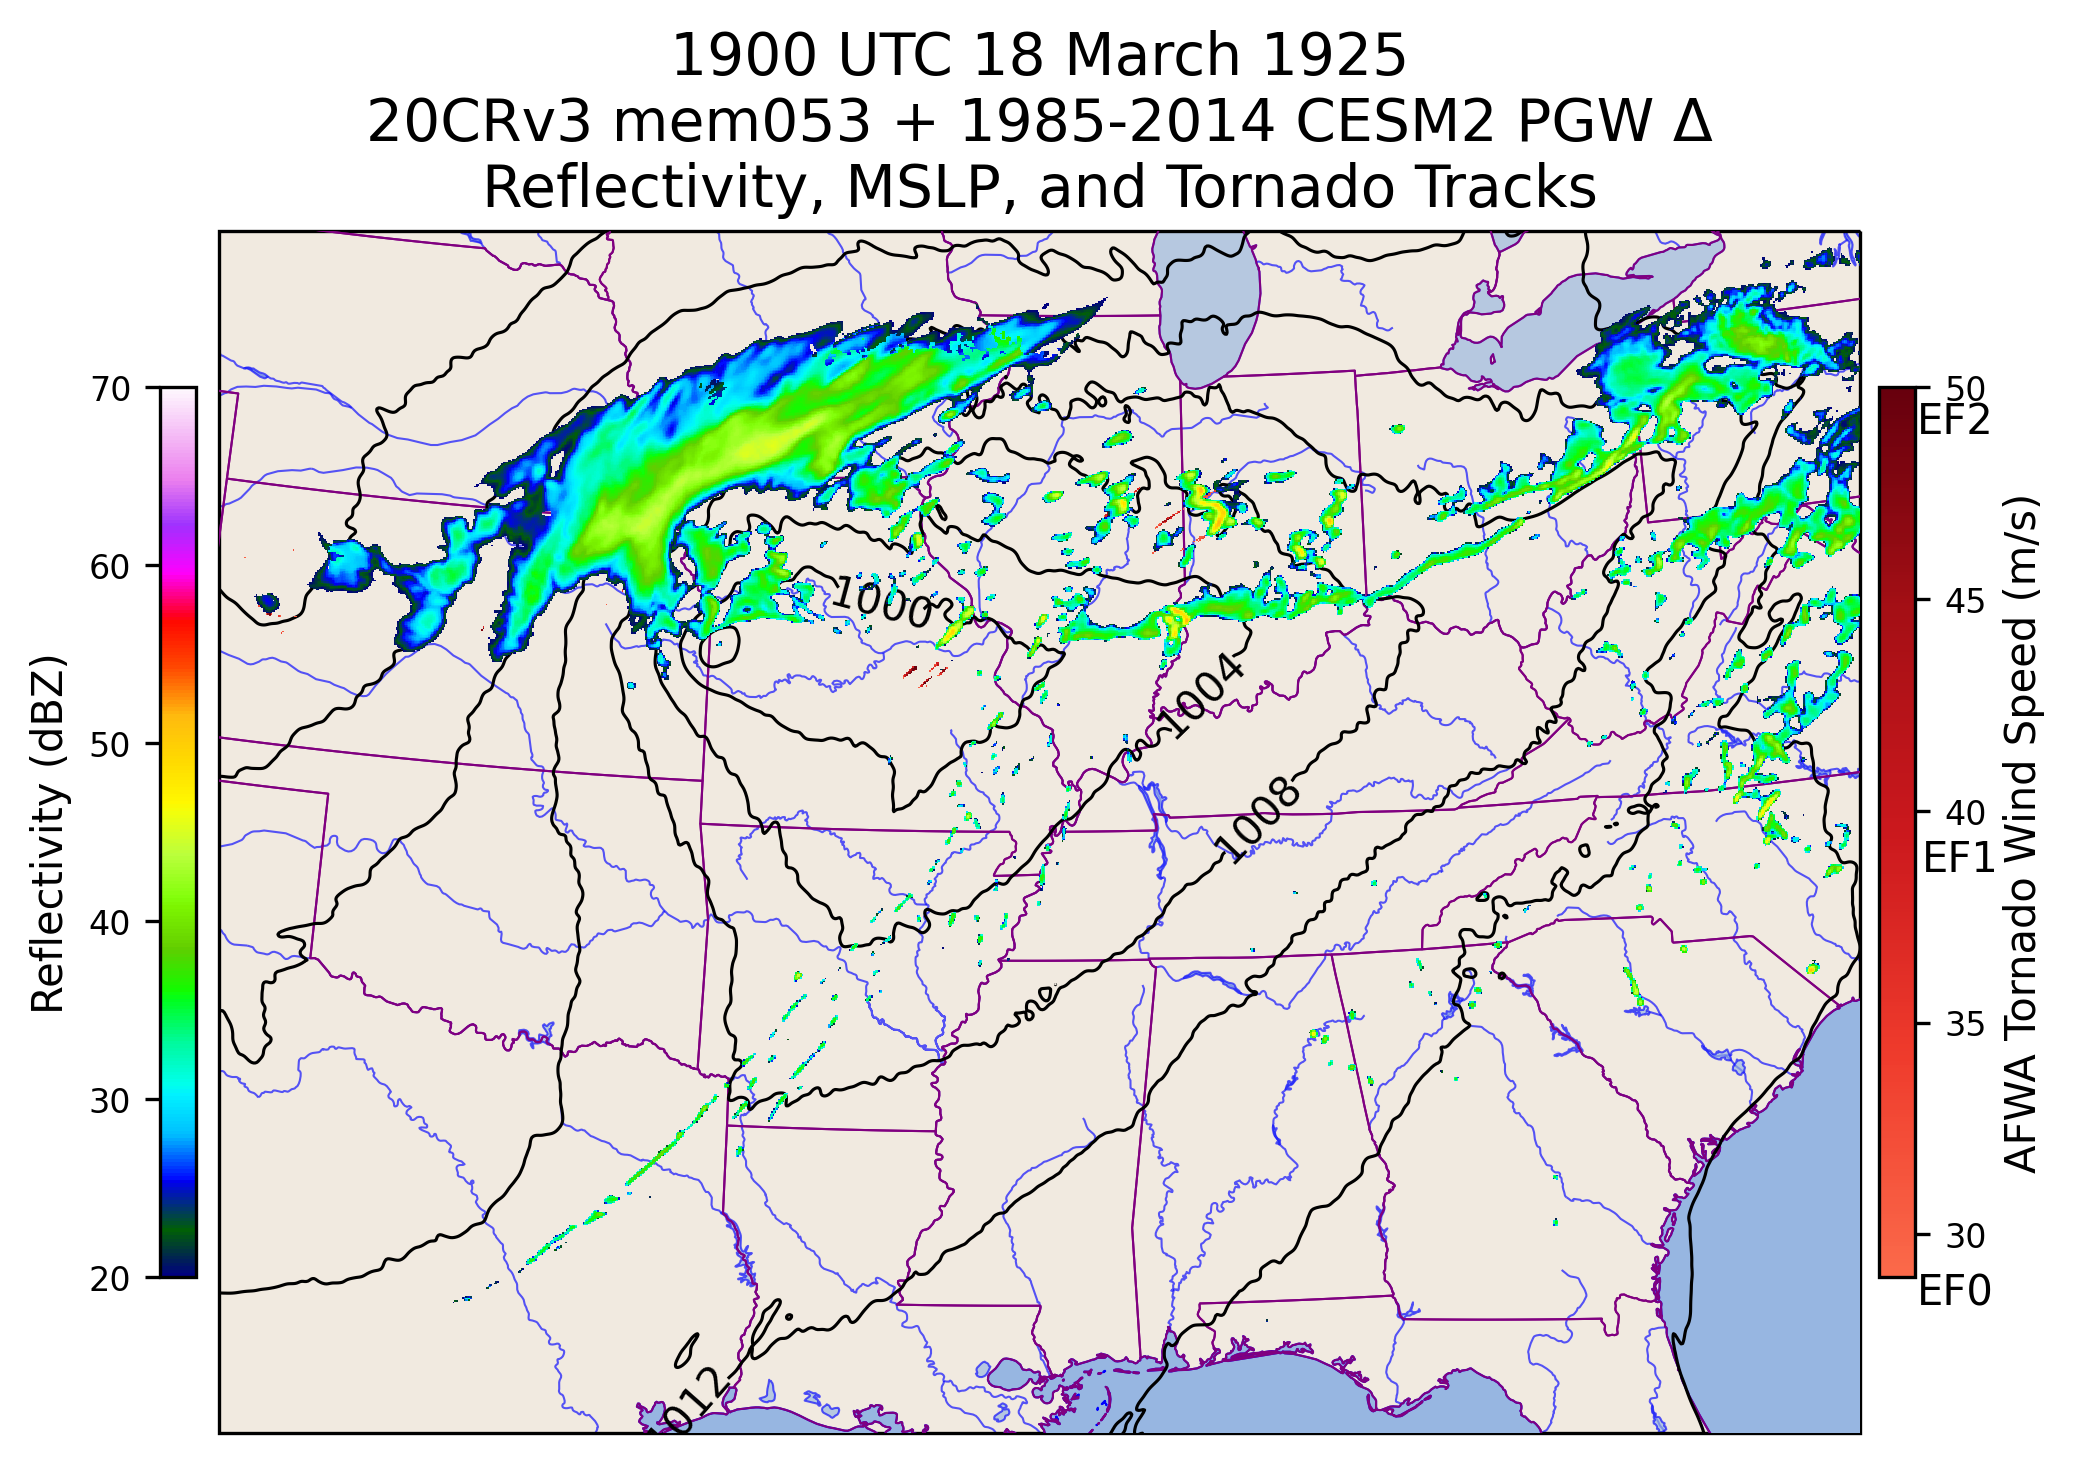 1900 UTC 18 March 1925
20CRv3 mem053 + 1985-2014 CESM2 PGW Δ
Reflectivity, MSLP, and Tornado Tracks
70
60
50
40
30
20
Reflectivity (dBZ)
1000
1004
1008
1012
50
EF2
45
40
EF1
35
30
EF0
AFWA Tornado Wind Speed (m/s)